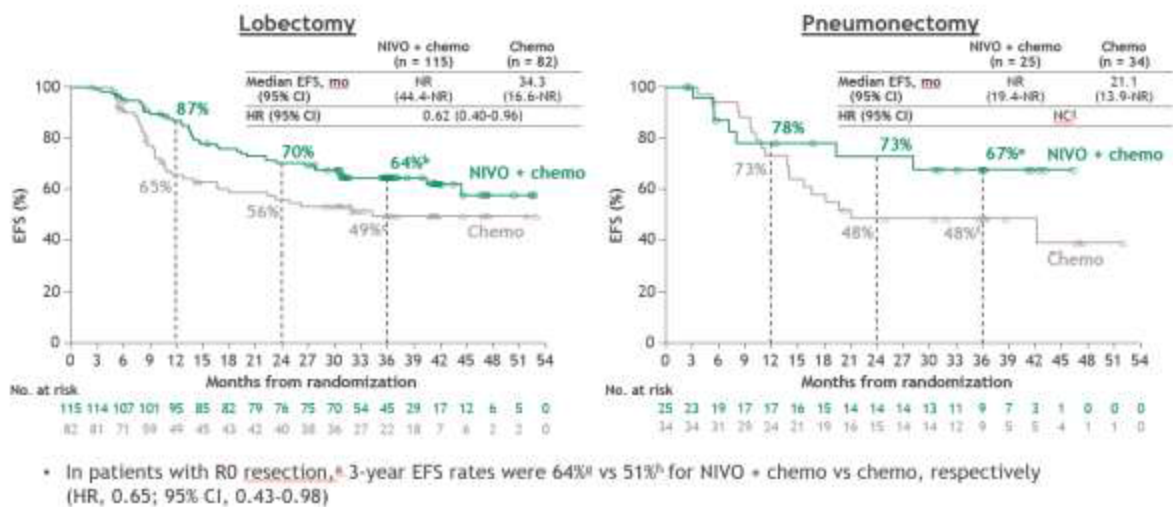 Lobectomy
NIVO + chemo Chemo
(n = 115) (n = 82)
Median EFS, mo NR 34.3
(95% CI) (44.4-NR) (16.6-NR)
HR (95% CI) 0.62 (0.40-0.96)
EFS (%)
100
80
60
40
20
0
87%
70%
64%ᵇ
NIVO + chemo
65%
56%
49%
Chemo
0 3 6 9 12 15 18 21 24 27 30 33 36 39 42 45 48 51 54
Months from randomization
No. at risk
115 114 107 101 95 85 82 79 76 75 70 54 45 29 17 12 6 5 0
82 81 71 59 49 45 43 42 40 38 36 27 22 18 7 6 2 2 0
Pneumonectomy
NIVO + chemo Chemo
(n = 25) (n = 34)
Median EFS, mo NR 21.1
(95% CI) (19.4-NR) (13.9-NR)
HR (95% CI) NC
EFS (%)
100
80
60
40
20
0
78%
73%
67%ᵉ
NIVO + chemo
73%
48%
48%
Chemo
0 3 6 9 12 15 18 21 24 27 30 33 36 39 42 45 48 51 54
Months from randomization
No. at risk
25 23 19 17 17 16 15 14 14 14 13 11 9 7 3 1 0 0 0
34 34 31 29 24 21 19 16 14 14 12 11 9 5 5 4 1 1 0
• In patients with R0 resection, 3-year EFS rates were 64%ᵍ vs 51%ʰ for NIVO + chemo vs chemo, respectively
(HR, 0.65; 95% CI, 0.43-0.98)